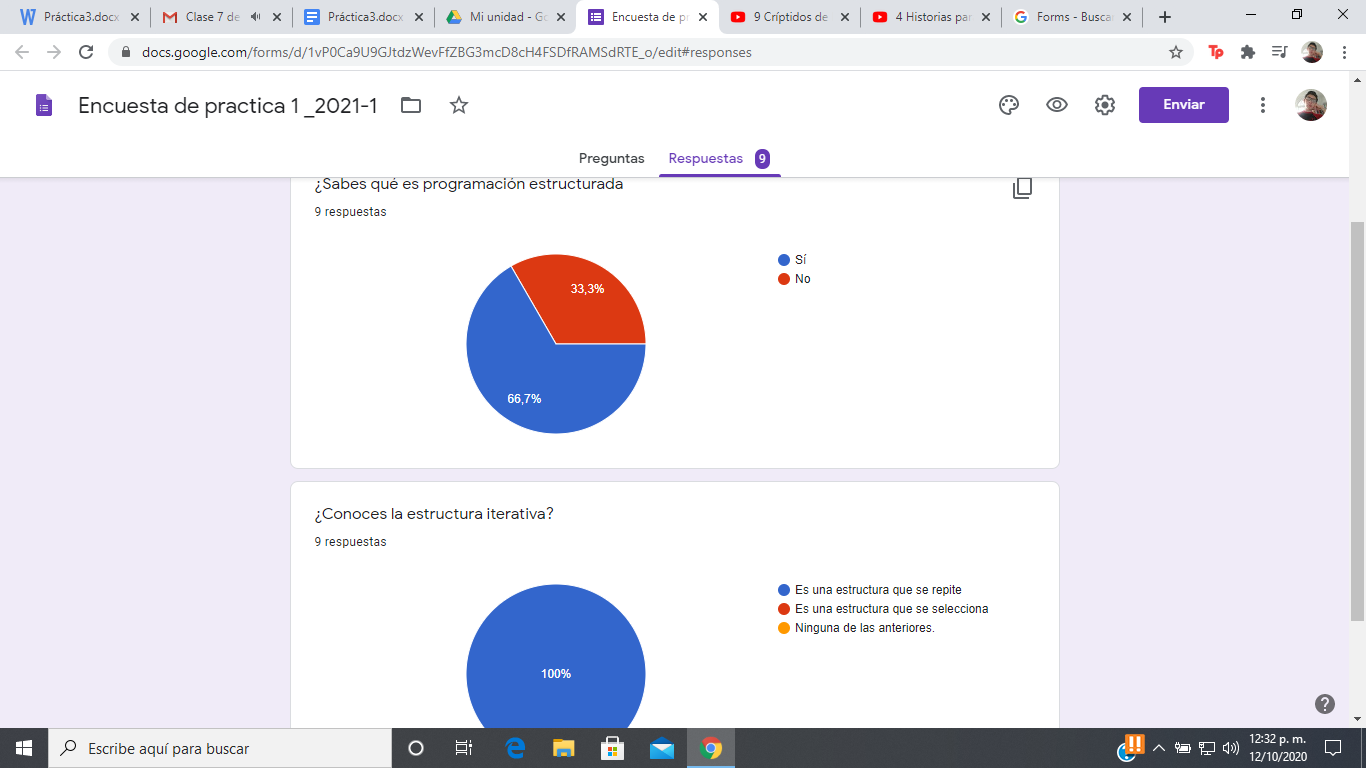 Práctica3.docx
Clase 7 de
Práctica3.docx
Mi unidad - Go
Encuesta de pr
9 Críptidos de
4 Historias par
Forms - Buscar
docs.google.com/forms/d/1vP0Ca9U9GJtdzWevFfZBG3mcD8cH4FSDfRAMSdRTE_o/edit#responses
Encuesta de practica 1 _2021-1
Enviar
Preguntas
Respuestas 9
¿Sabes qué es programación estructurada
9 respuestas
33,3%
66,7%
Sí
No
¿Conoces la estructura iterativa?
9 respuestas
100%
Es una estructura que se repite
Es una estructura que se selecciona
Ninguna de las anteriores.
Escribe aquí para buscar
12:32 p. m.
12/10/2020